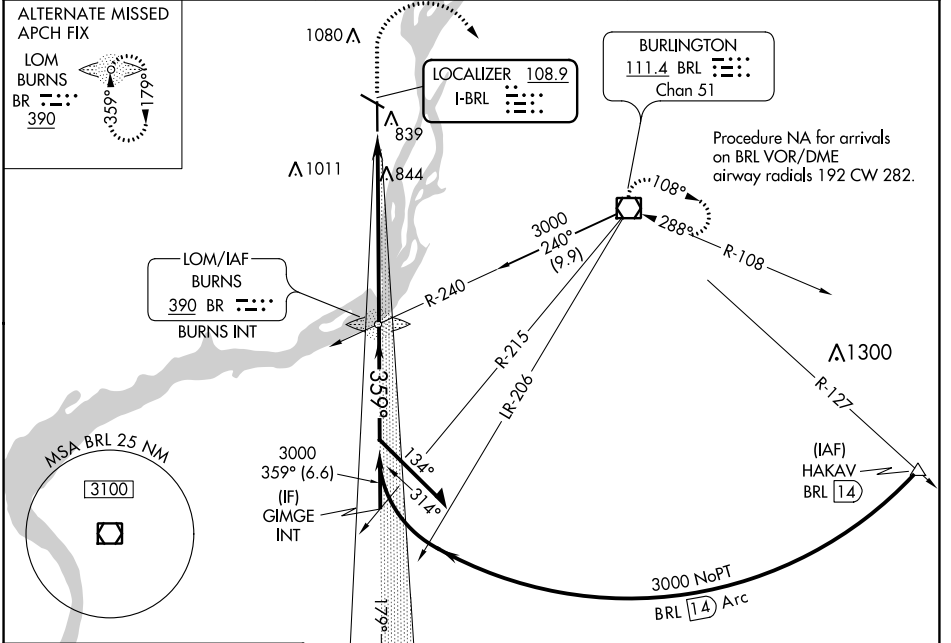 ALTERNATE MISSED
APCH FIX
LOM
BURNS
BR
390
359°
179°
1080
LOCALIZER 108.9
I-BRL
BURLINGTON
111.4 BRL
Chan 51
Procedure NA for arrivals
on BRL VOR/DME
airway radials 192 CW 282.
839
1011
844
108°
288°
R-108
3000
240°
(9.9)
R-240
LOM/IAF
BURNS
390 BR
BURNS INT
R-215
LR-206
1300
R-127
359°
MSA BRL 25 NM
3100
3000
359° (6.6)
(IF)
GIMGE
INT
134°
314°
(IAF)
HAKAV
BRL 14
3000 NoPT
BRL 14 Arc
179°